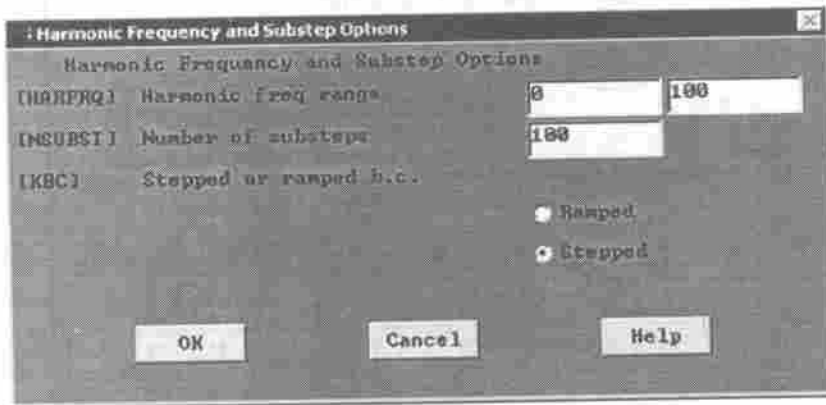 Harmonic Frequency and Substep Options
Harmonic Frequency and Substep Options
[HARFRQ] Harmonic freq range 0 100
[NSUBST] Number of substeps 100
[KBC] Stepped or ramped b.c.
Ramped
Stepped
OK Cancel Help